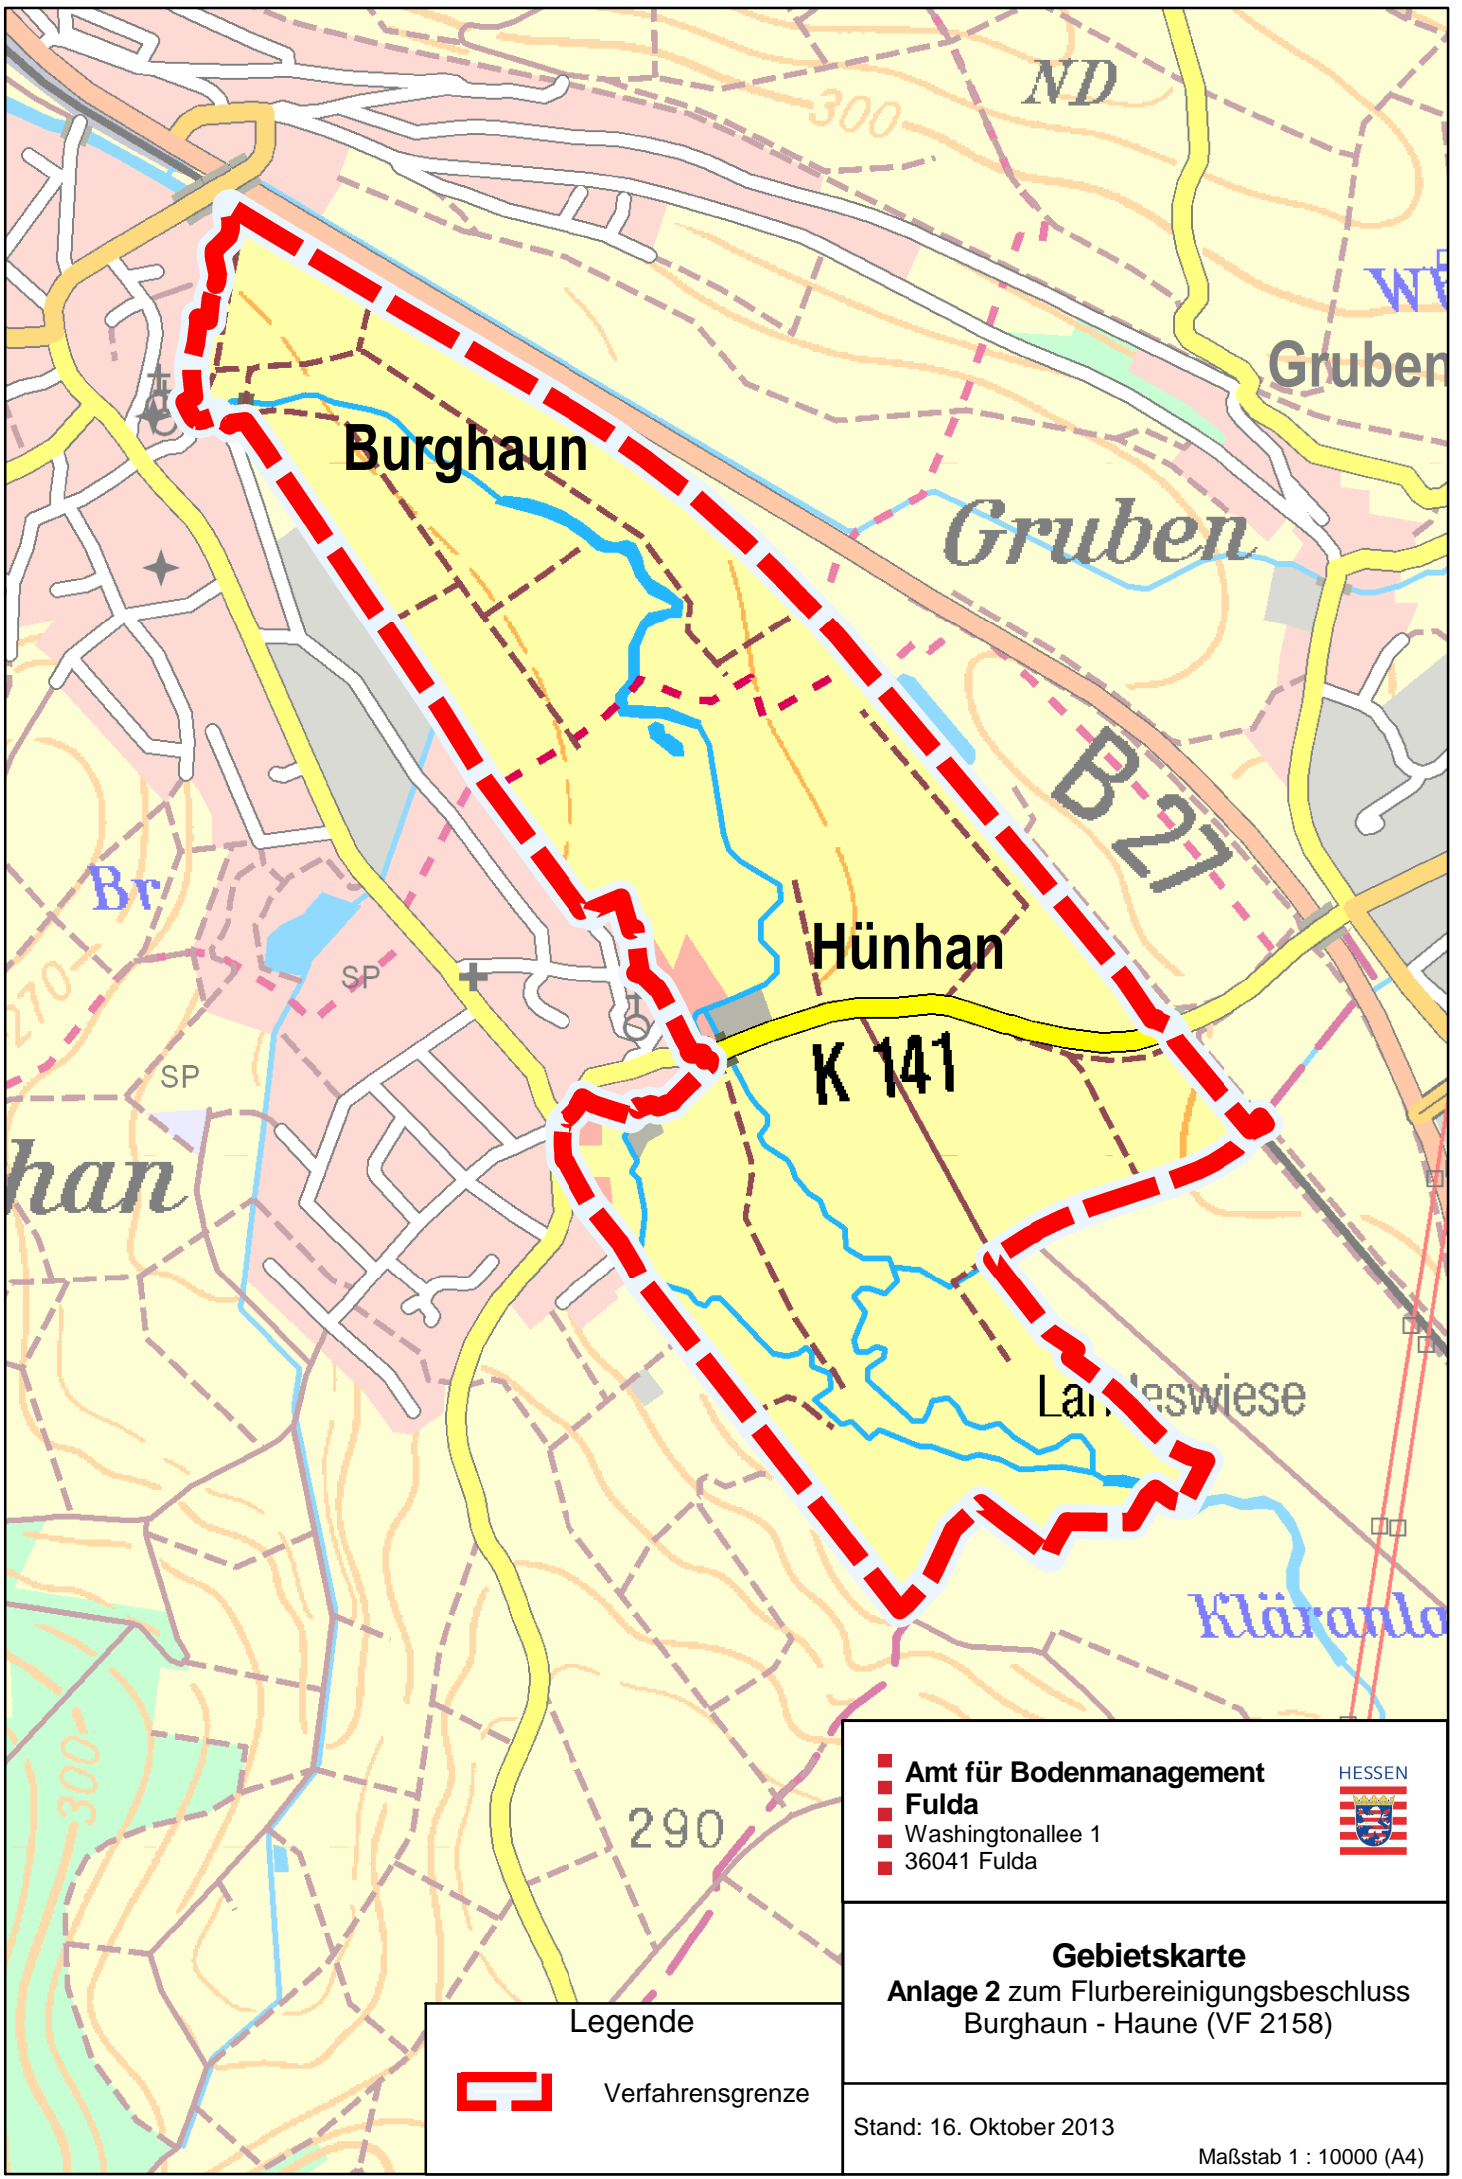 ND
300
W
Gruben
Burghaun
Gruben
B 27
Br
Hünhan
SP
270
K 141
SP
han
Landeswiese
Kläranla
300
290
Amt für Bodenmanagement
Fulda
Washingtonallee 1
36041 Fulda
HESSEN
Gebietskarte
Anlage 2 zum Flurbereinigungsbeschluss
Burghaun - Haune (VF 2158)
Legende
Verfahrensgrenze
Stand: 16. Oktober 2013
Maßstab 1 : 10000 (A4)